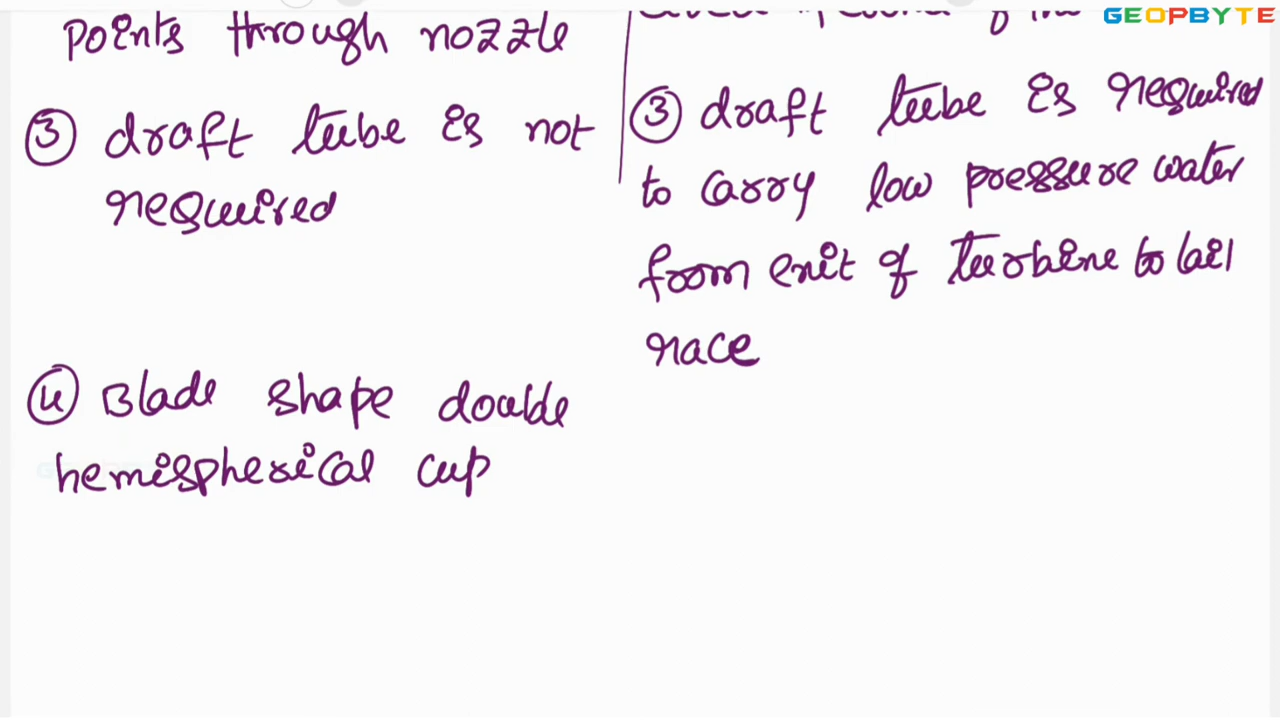 GEOPBYTE
points through nozzle
③ draft tube is not
required
④ Blade shape double
hemispherical cup
③ draft tube is required
to carry low pressure water
from exit of turbine to tail
race